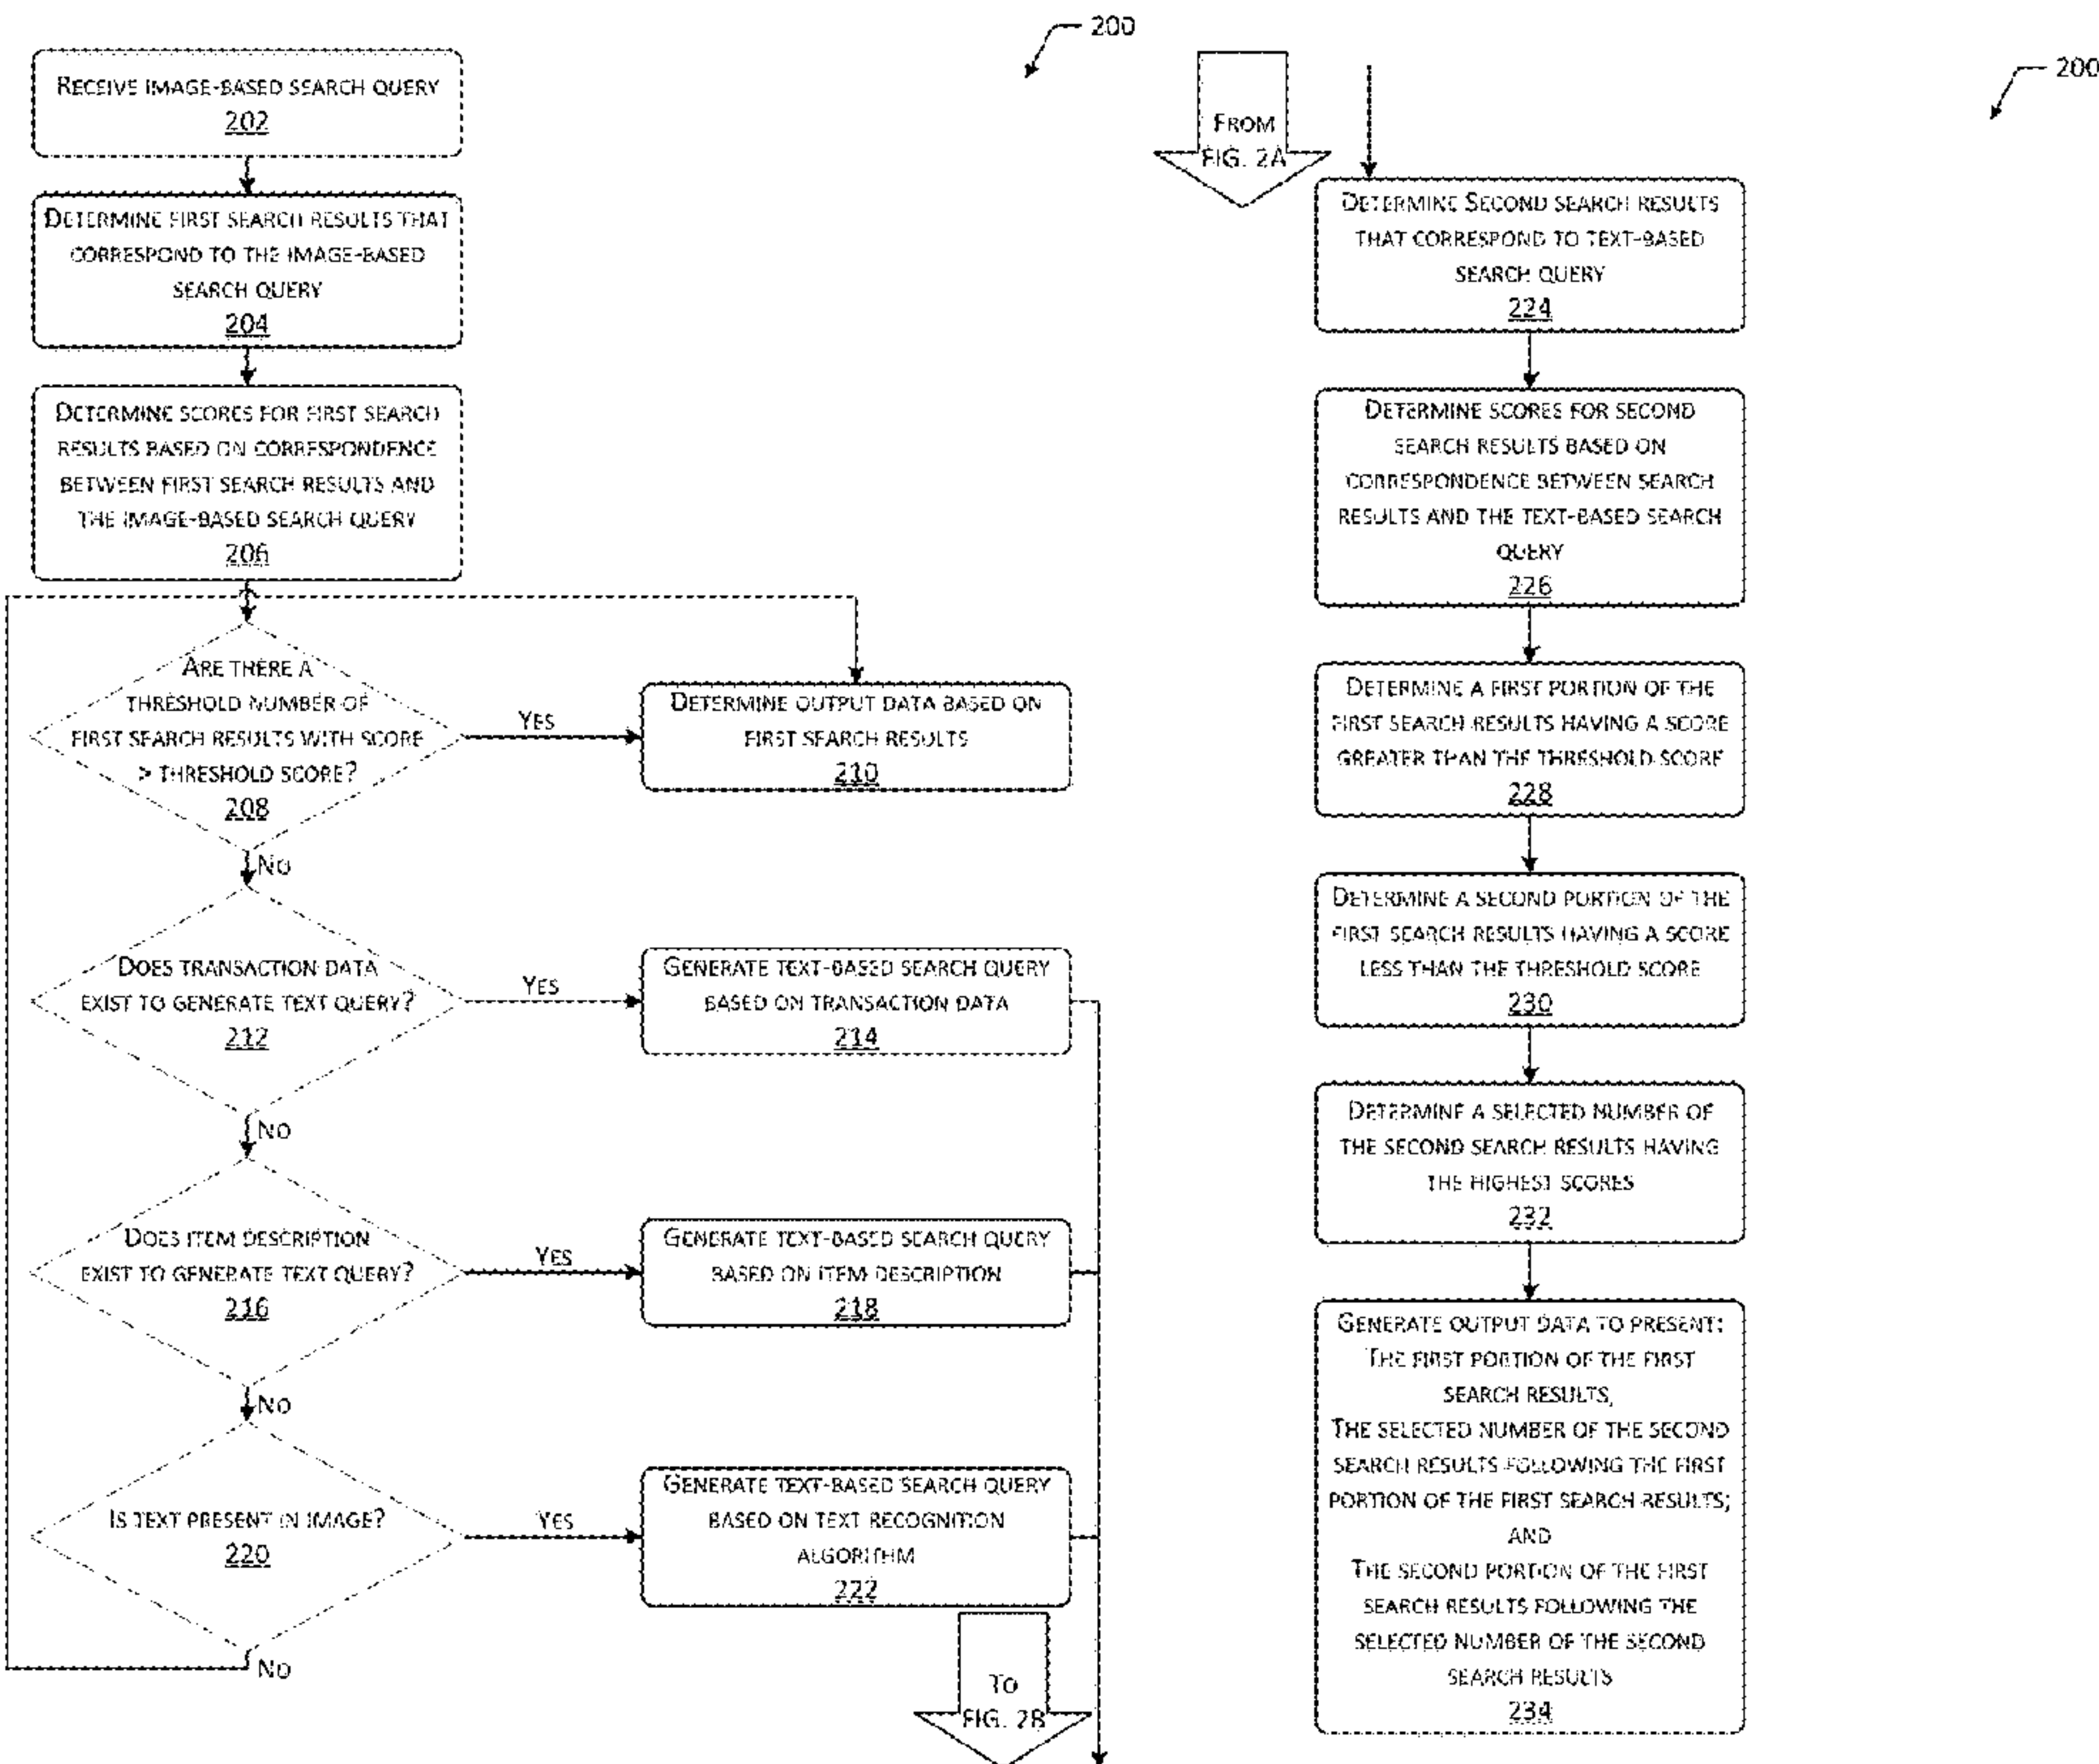 200
RECEIVE IMAGE-BASED SEARCH QUERY
202
DETERMINE FIRST SEARCH RESULTS THAT
CORRESPOND TO THE IMAGE-BASED
SEARCH QUERY
204
DETERMINE SCORES FOR FIRST SEARCH
RESULTS BASED ON CORRESPONDENCE
BETWEEN FIRST SEARCH RESULTS AND
THE IMAGE-BASED SEARCH QUERY
206
ARE THERE A
THRESHOLD NUMBER OF
FIRST SEARCH RESULTS WITH SCORE
> THRESHOLD SCORE?
208
YES
DETERMINE OUTPUT DATA BASED ON
FIRST SEARCH RESULTS
210
NO
DOES TRANSACTION DATA
EXIST TO GENERATE TEXT QUERY?
212
YES
GENERATE TEXT-BASED SEARCH QUERY
BASED ON TRANSACTION DATA
214
NO
DOES ITEM DESCRIPTION
EXIST TO GENERATE TEXT QUERY?
216
YES
GENERATE TEXT-BASED SEARCH QUERY
BASED ON ITEM DESCRIPTION
218
NO
IS TEXT PRESENT IN IMAGE?
220
YES
GENERATE TEXT-BASED SEARCH QUERY
BASED ON TEXT RECOGNITION
ALGORITHM
222
NO
TO
FIG. 2B
200
FROM
FIG. 2A
DETERMINE SECOND SEARCH RESULTS
THAT CORRESPOND TO TEXT-BASED
SEARCH QUERY
224
DETERMINE SCORES FOR SECOND
SEARCH RESULTS BASED ON
CORRESPONDENCE BETWEEN SEARCH
RESULTS AND THE TEXT-BASED SEARCH
QUERY
226
DETERMINE A FIRST PORTION OF THE
FIRST SEARCH RESULTS HAVING A SCORE
GREATER THAN THE THRESHOLD SCORE
228
DETERMINE A SECOND PORTION OF THE
FIRST SEARCH RESULTS HAVING A SCORE
LESS THAN THE THRESHOLD SCORE
230
DETERMINE A SELECTED NUMBER OF
THE SECOND SEARCH RESULTS HAVING
THE HIGHEST SCORES
232
GENERATE OUTPUT DATA TO PRESENT:
THE FIRST PORTION OF THE FIRST
SEARCH RESULTS,
THE SELECTED NUMBER OF THE SECOND
SEARCH RESULTS FOLLOWING THE FIRST
PORTION OF THE FIRST SEARCH RESULTS;
AND
THE SECOND PORTION OF THE FIRST
SEARCH RESULTS FOLLOWING THE
SELECTED NUMBER OF THE SECOND
SEARCH RESULTS
234